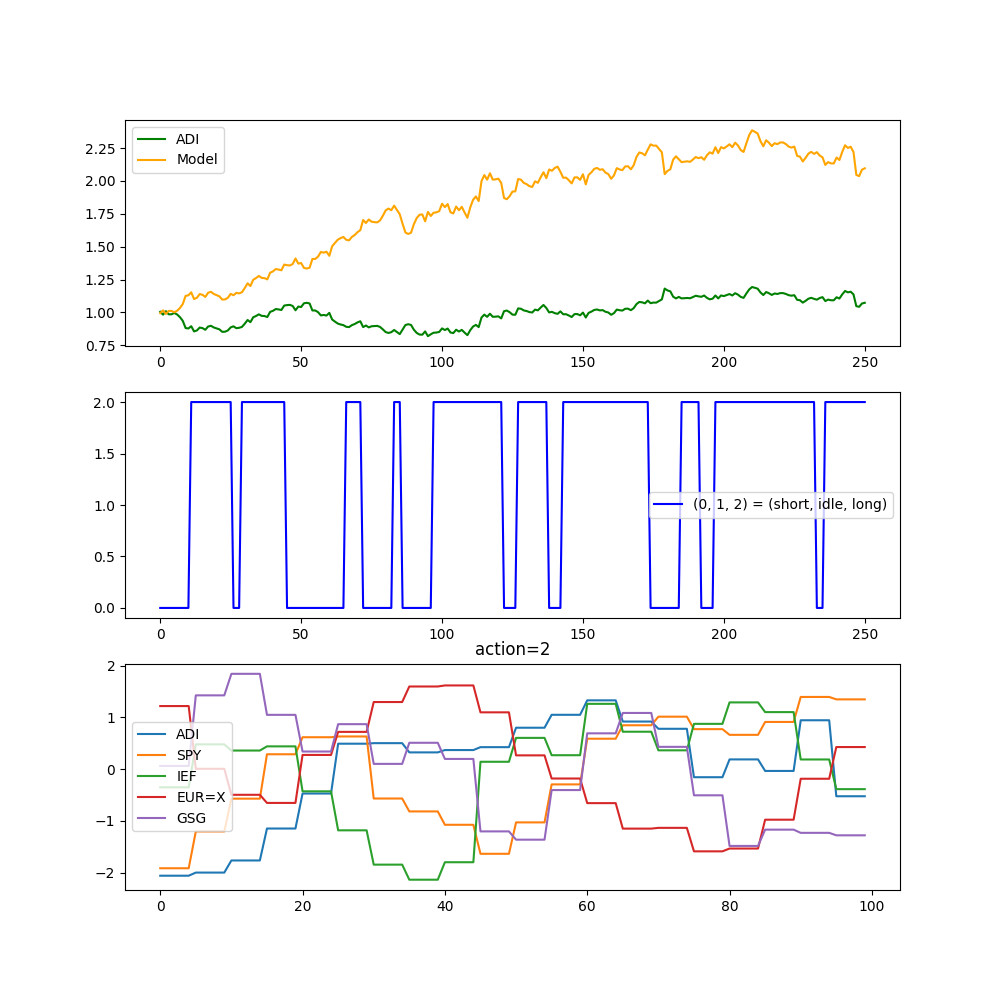 ADI
Model
2.25
2.00
1.75
1.50
1.25
1.00
0.75
0 50 100 150 200 250
2.0
1.5
1.0
0.5
0.0
(0, 1, 2) = (short, idle, long)
0 50 100 150 200 250
action=2
2
1
0
−1
−2
ADI
SPY
IEF
EUR=X
GSG
0 20 40 60 80 100